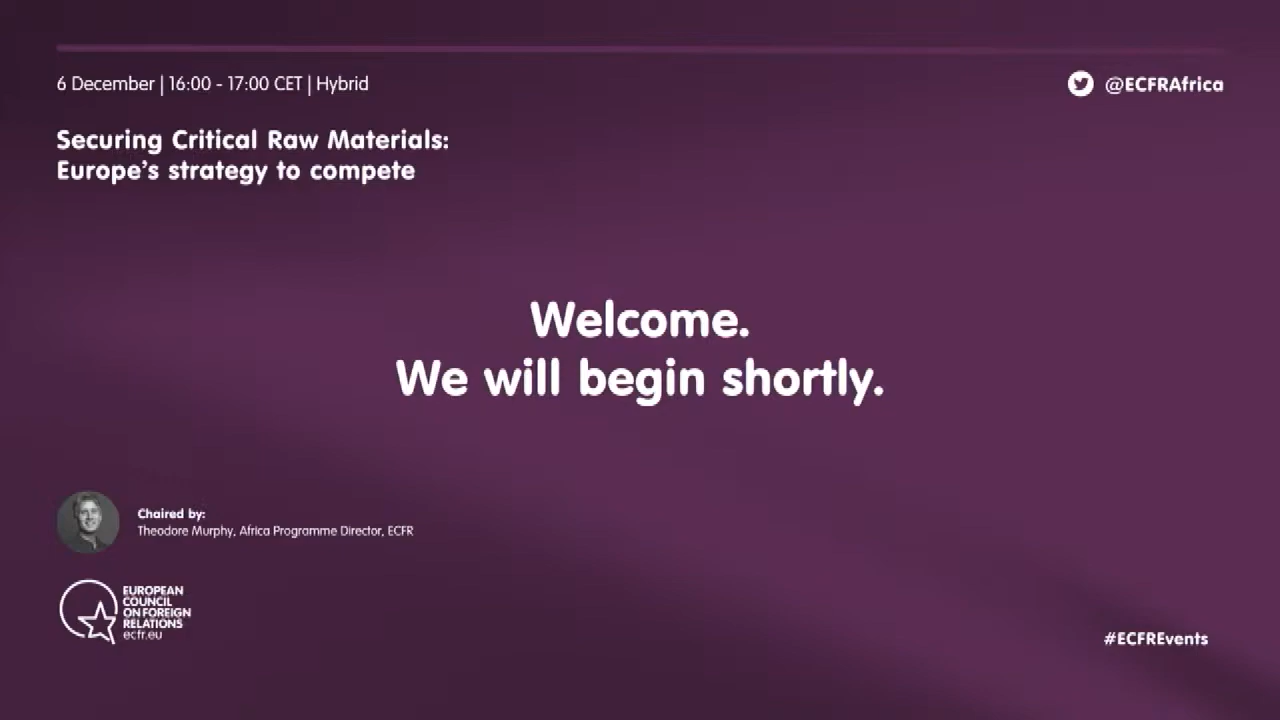 6 December | 16:00 - 17:00 CET | Hybrid
@ECFRAfrica
Securing Critical Raw Materials:
Europe's strategy to compete
Welcome.
We will begin shortly.
Chaired by:
Theodore Murphy, Africa Programme Director, ECFR
EUROPEAN
COUNCIL
ON FOREIGN
RELATIONS
ecfr.eu
#ECFREvents